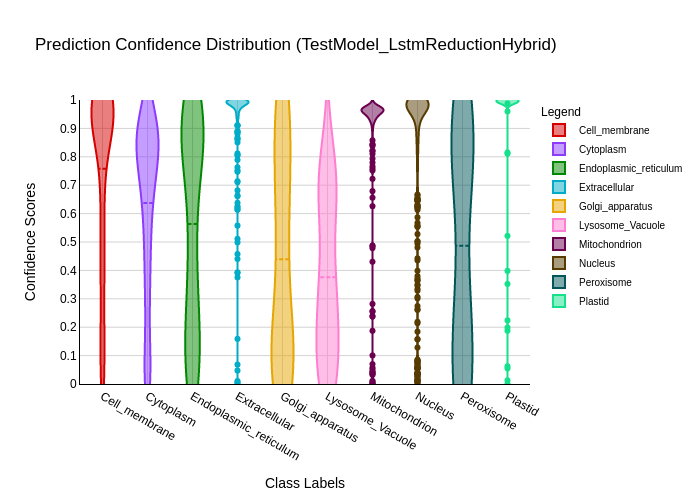 Prediction Confidence Distribution (TestModel_LstmReductionHybrid)
Legend
Cell_membrane
Cytoplasm
Endoplasmic_reticulum
Extracellular
Golgi_apparatus
Lysosome_Vacuole
Mitochondrion
Nucleus
Peroxisome
Plastid
Confidence Scores
1
0.9
0.8
0.7
0.6
0.5
0.4
0.3
0.2
0.1
0
Cell_membrane
Cytoplasm
Endoplasmic_reticulum
Extracellular
Golgi_apparatus
Lysosome_Vacuole
Mitochondrion
Nucleus
Peroxisome
Plastid
Class Labels